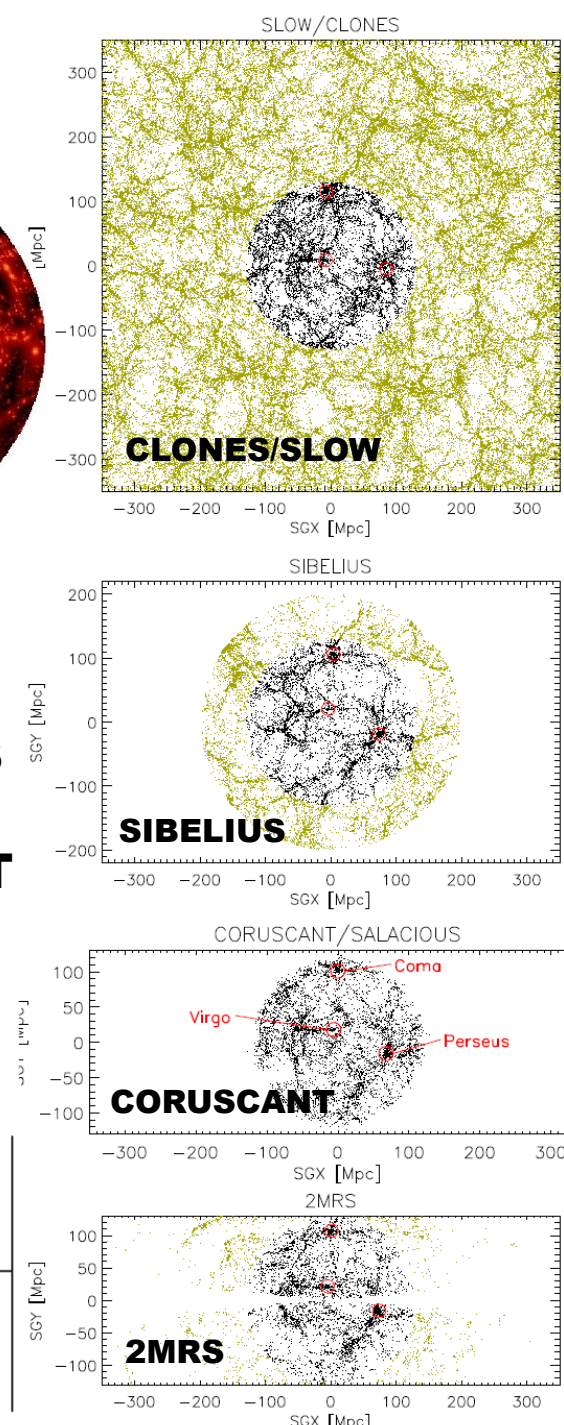 SLOW/CLONES
300
200
100
0
−100
−200
−300
Mpc]
CLONES/SLOW
−300 −200 −100 0 100 200 300
SGX [Mpc]
SIBELIUS
200
100
0
−100
−200
SGY [Mpc]
SIBELIUS
−300 −200 −100 0 100 200 300
SGX [Mpc]
CORUSCANT/SALACIOUS
100
50
0
−50
−100
Coma
Virgo
Perseus
CORUSCANT
−300 −200 −100 0 100 200 300
SGX [Mpc]
2MRS
100
50
0
−50
−100
SGY [Mpc]
2MRS
−300 −200 −100 0 100 200 300
SGX [Mpc]